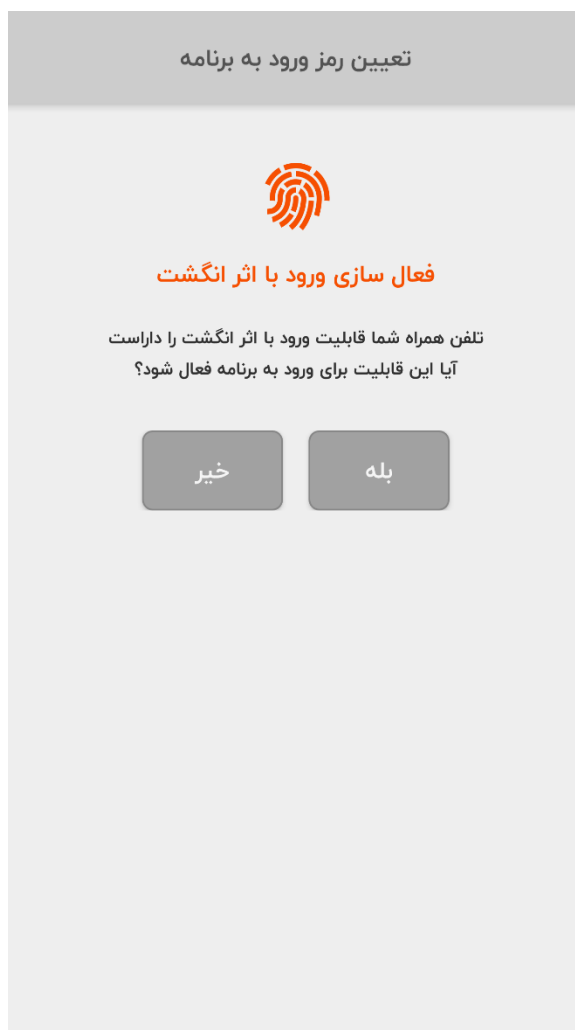 تعیین رمز ورود به برنامه
فعال سازی ورود با اثر انگشت
تلفن همراه شما قابلیت ورود با اثر انگشت را داراست
آیا این قابلیت برای ورود به برنامه فعال شود؟
بله
خیر